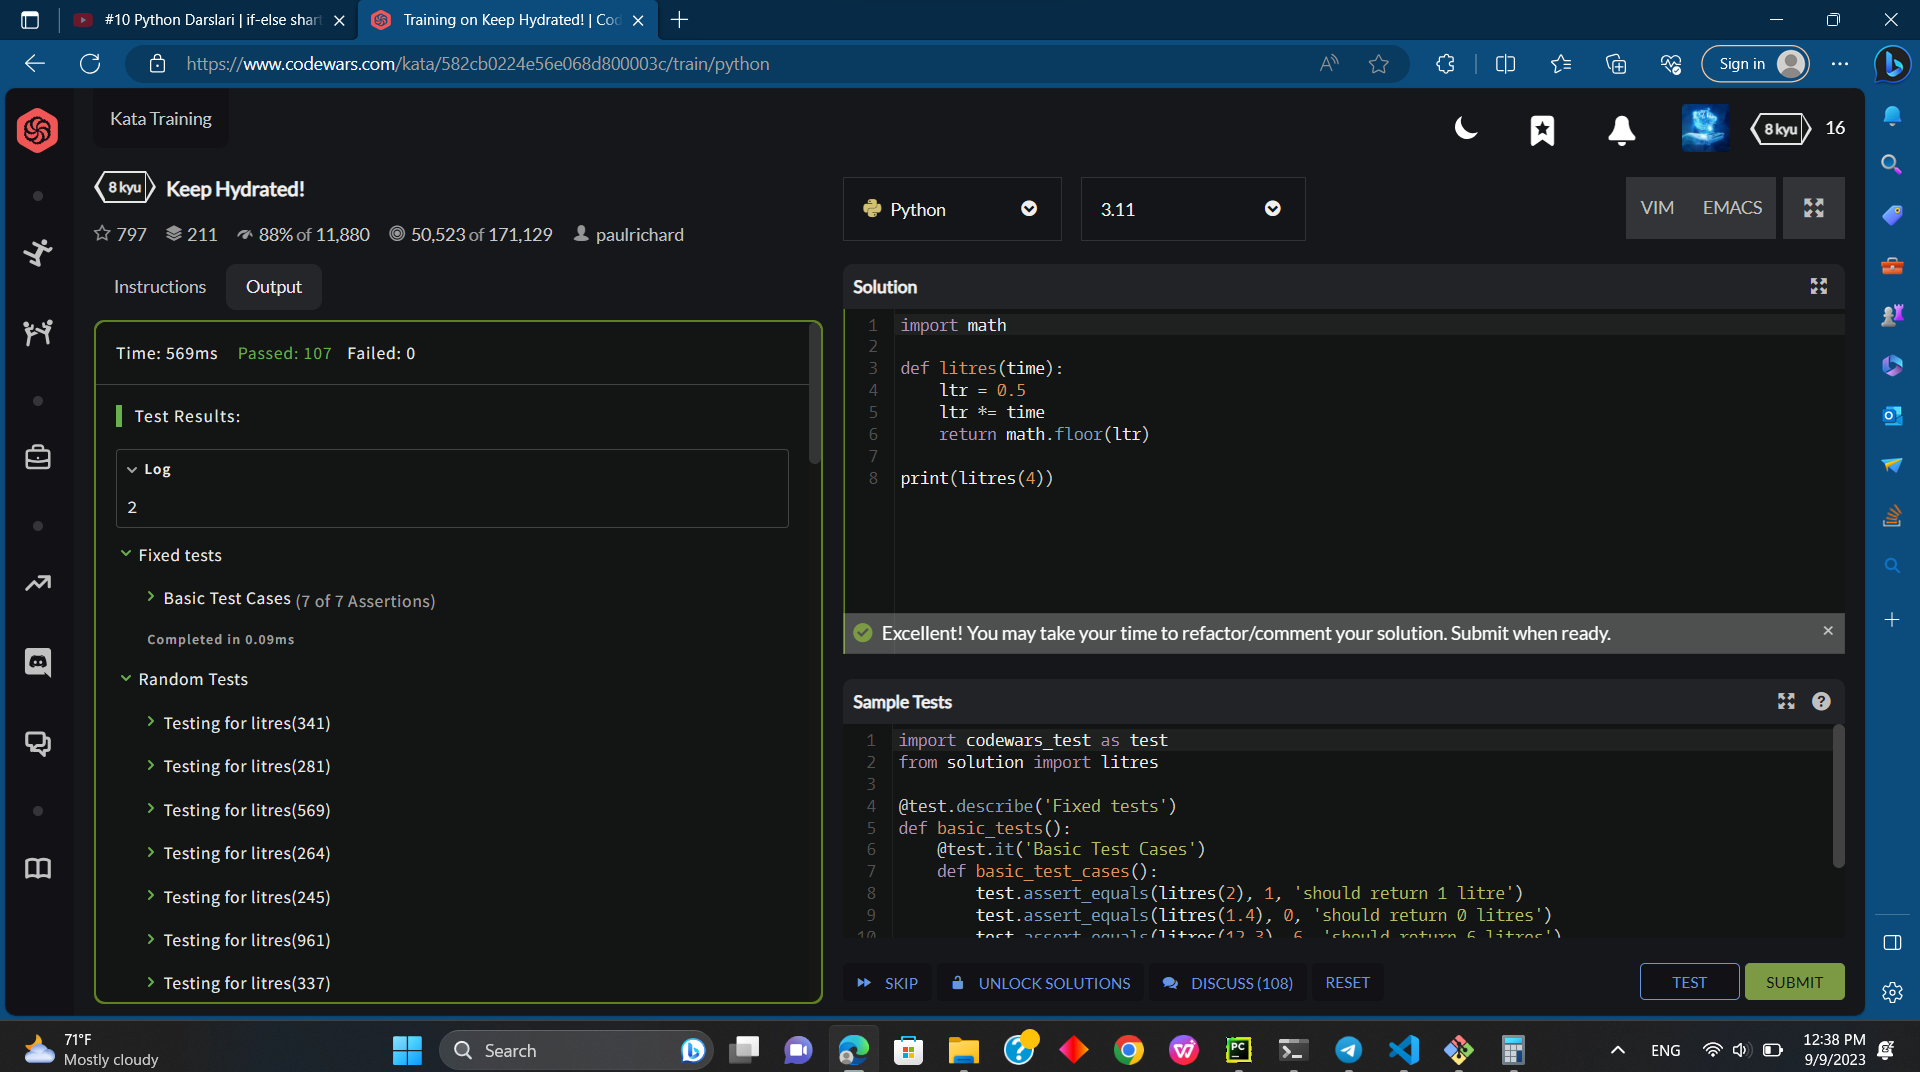 #10 Python Darslari | if-else shart
Training on Keep Hydrated! | Cod
https://www.codewars.com/kata/582cb0224e56e068d800003c/train/python
Sign in
Kata Training
8 kyu
16
8 kyu
Keep Hydrated!
797
211
88% of 11,880
50,523 of 171,129
paulrichard
Python
3.11
VIM
EMACS
Instructions
Output
Time: 569ms Passed: 107 Failed: 0
Test Results:
Log
2
Fixed tests
Basic Test Cases (7 of 7 Assertions)
Completed in 0.09ms
Random Tests
Testing for litres(341)
Testing for litres(281)
Testing for litres(569)
Testing for litres(264)
Testing for litres(245)
Testing for litres(961)
Testing for litres(337)
Solution
1 import math
2
3 def litres(time):
4     ltr = 0.5
5     ltr *= time
6     return math.floor(ltr)
7
8 print(litres(4))
Excellent! You may take your time to refactor/comment your solution. Submit when ready.
Sample Tests
1 import codewars_test as test
2 from solution import litres
3
4 @test.describe('Fixed tests')
5 def basic_tests():
6     @test.it('Basic Test Cases')
7     def basic_test_cases():
8         test.assert_equals(litres(2), 1, 'should return 1 litre')
9         test.assert_equals(litres(1.4), 0, 'should return 0 litres')
10         test.assert_equals(litres(12.3), 6, 'should return 6 litres')
SKIP
UNLOCK SOLUTIONS
DISCUSS (108)
RESET
TEST
SUBMIT
71°F
Mostly cloudy
Search
ENG
12:38 PM
9/9/2023